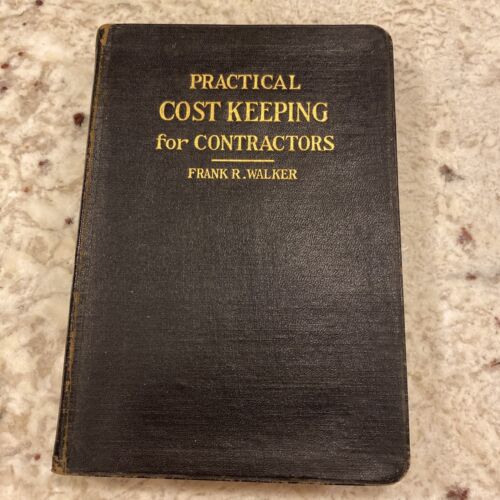 PRACTICAL
COST KEEPING
for CONTRACTORS
FRANK R. WALKER